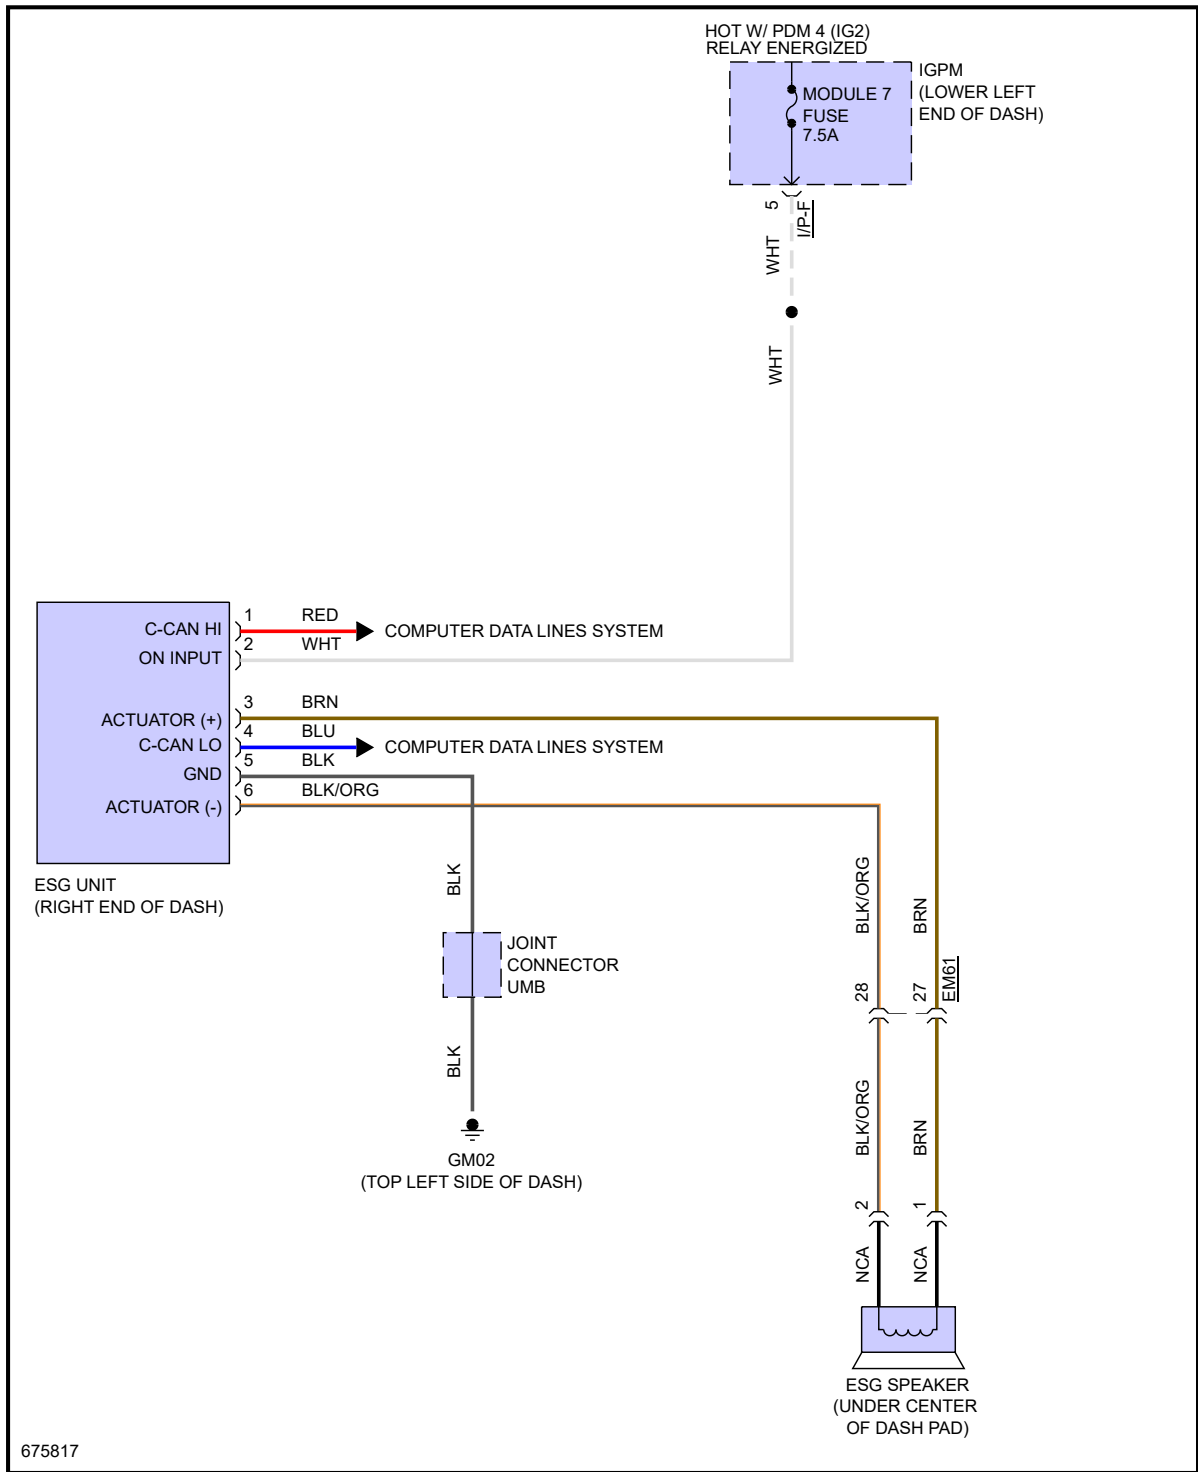 HOT W/ PDM 4 (IG2)
RELAY ENERGIZED
IGPM
(LOWER LEFT
END OF DASH)
MODULE 7
FUSE
7.5A
5
I/P-F
WHT
WHT
C-CAN HI
1
RED
COMPUTER DATA LINES SYSTEM
ON INPUT
2
WHT
ACTUATOR (+)
3
BRN
C-CAN LO
4
BLU
COMPUTER DATA LINES SYSTEM
GND
5
BLK
ACTUATOR (-)
6
BLK/ORG
ESG UNIT
(RIGHT END OF DASH)
BLK
JOINT
CONNECTOR
UMB
BLK
GM02
(TOP LEFT SIDE OF DASH)
BLK/ORG
BRN
28
27
EM61
BLK/ORG
BRN
2
1
NCA
NCA
ESG SPEAKER
(UNDER CENTER
OF DASH PAD)
675817